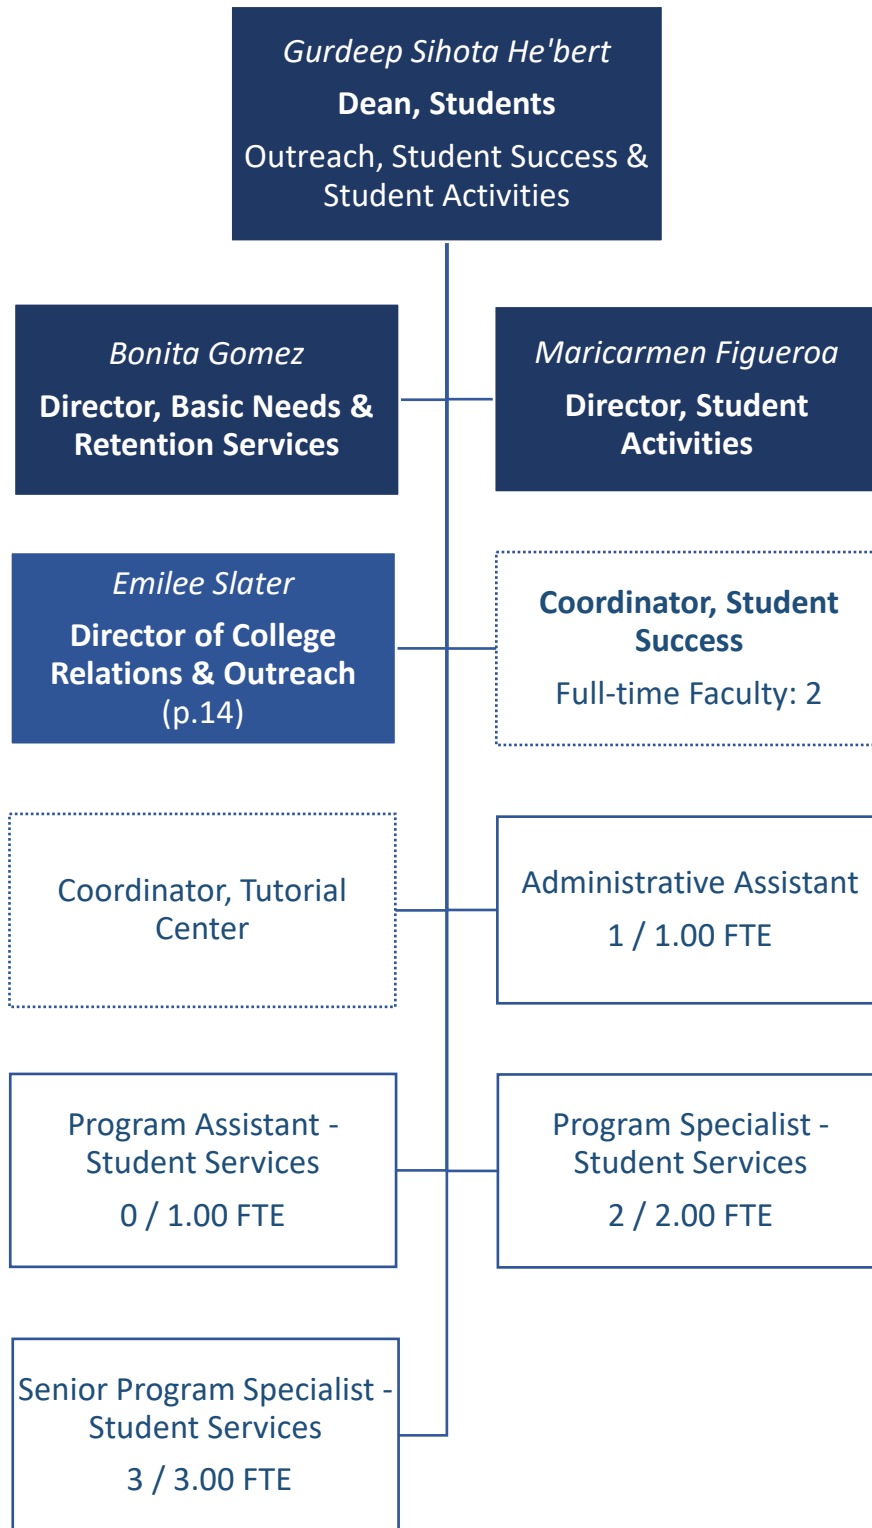 Gurdeep Sihota He'bert
Dean, Students
Outreach, Student Success &
Student Activities
Bonita Gomez
Director, Basic Needs &
Retention Services
Maricarmen Figueroa
Director, Student
Activities
Emilee Slater
Director of College
Relations & Outreach
(p.14)
Coordinator, Student
Success
Full-time Faculty: 2
Coordinator, Tutorial
Center
Administrative Assistant
1 / 1.00 FTE
Program Assistant -
Student Services
0 / 1.00 FTE
Program Specialist -
Student Services
2 / 2.00 FTE
Senior Program Specialist -
Student Services
3 / 3.00 FTE